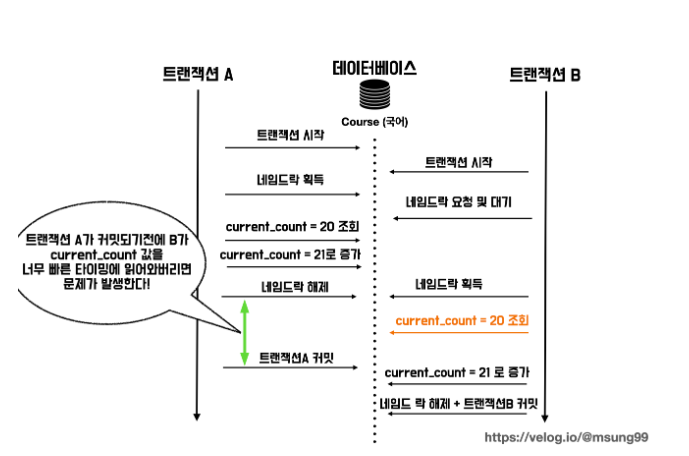 트랜잭션 A
데이터베이스
트랜잭션 B
Course (국어)
트랜잭션 시작
트랜잭션 시작
네임드락 획득
네임드락 요청 및 대기
current_count = 20 조회
current_count = 21로 증가
트랜잭션 A가 커밋되기전에 B가
current_count 값을
너무 빠른 타이밍에 읽어와버리면
문제가 발생한다!
네임드락 해제
네임드락 획득
current_count = 20 조회
트랜잭션A 커밋
current_count = 21 로 증가
네임드 락 해제 + 트랜잭션B 커밋
https://velog.io/@msung99